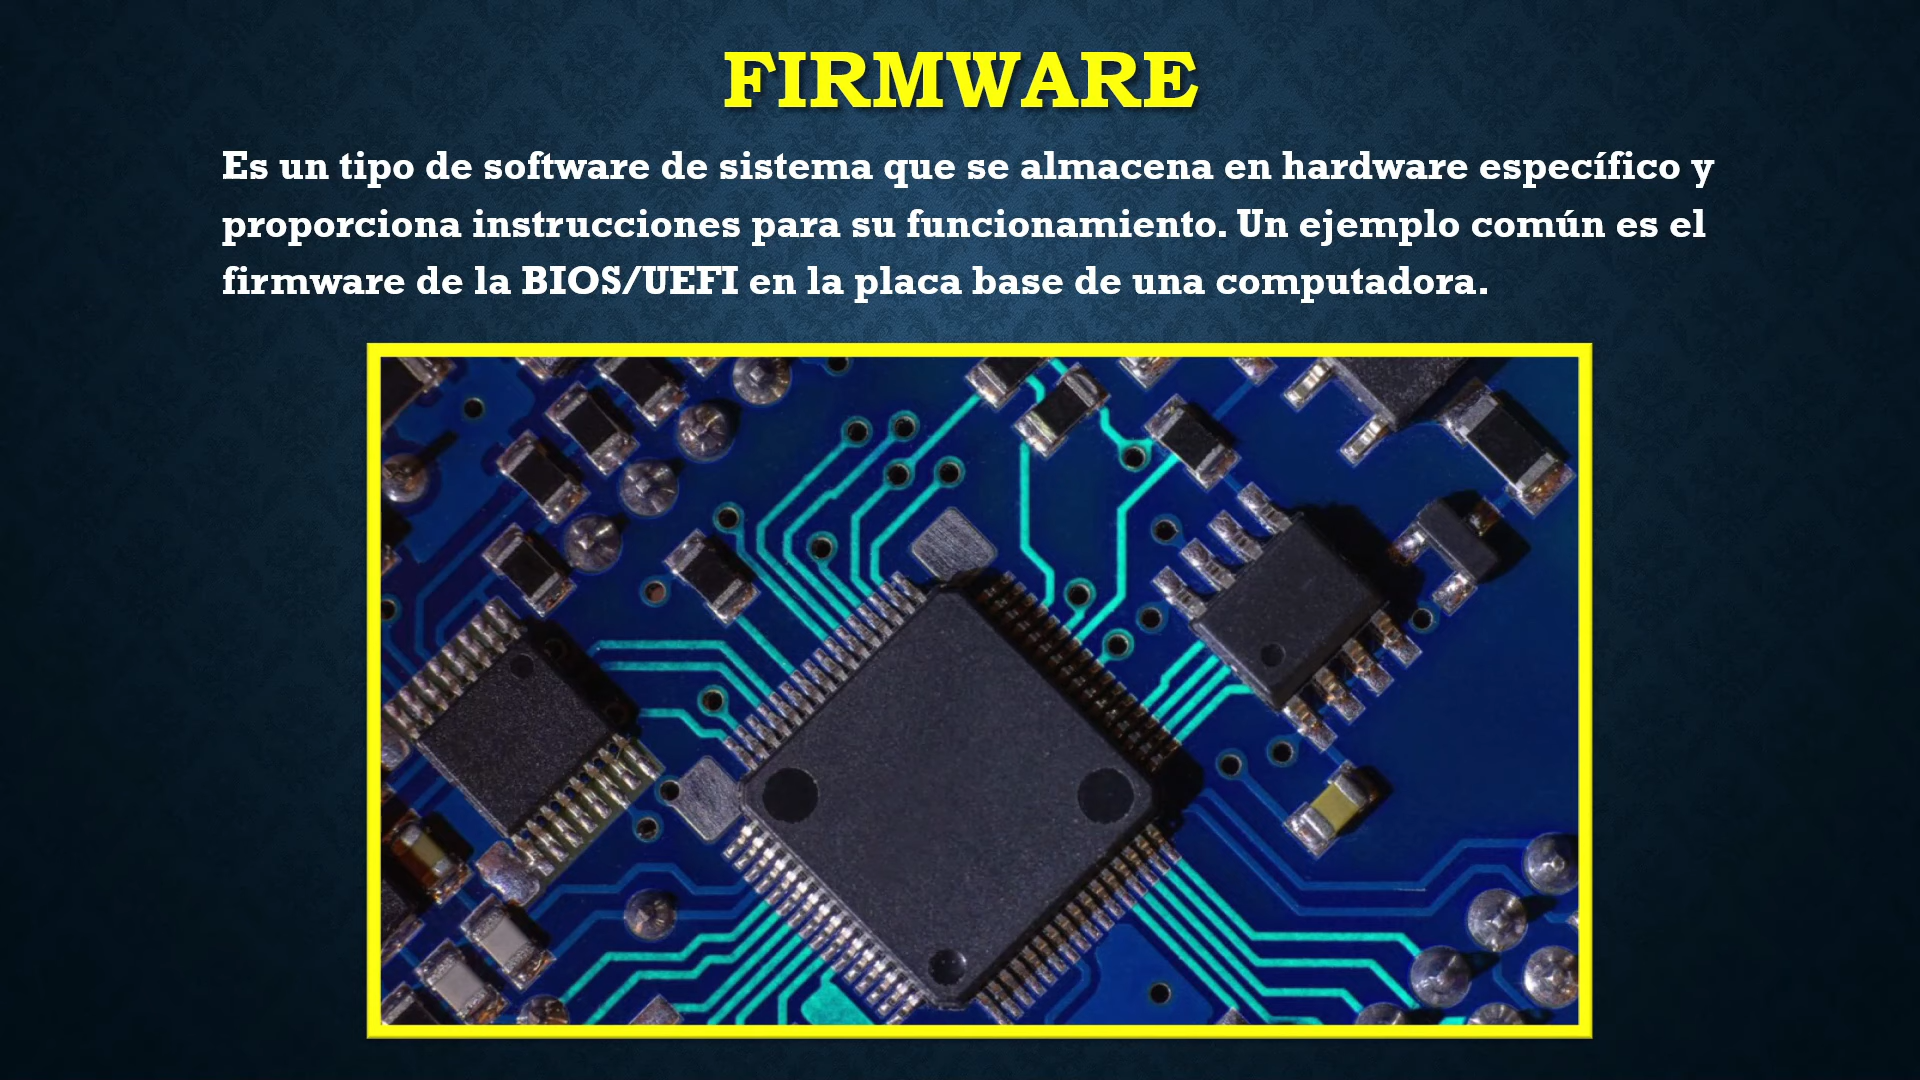 FIRMWARE
Es un tipo de software de sistema que se almacena en hardware específico y
proporciona instrucciones para su funcionamiento. Un ejemplo común es el
firmware de la BIOS/UEFI en la placa base de una computadora.